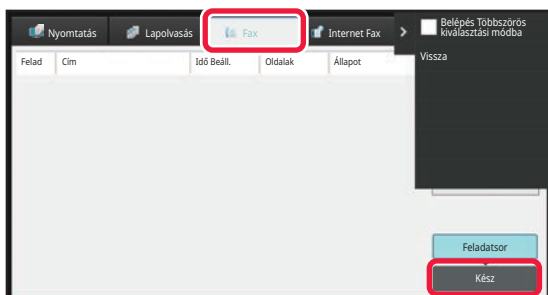 Nyomtatás Lapolvasás Fax Internet Fax > Belépés Többszörös
kiválasztási módba
Felad Cím Idő Beáll. Oldalak Állapot Vissza
Feladatsor
Kész